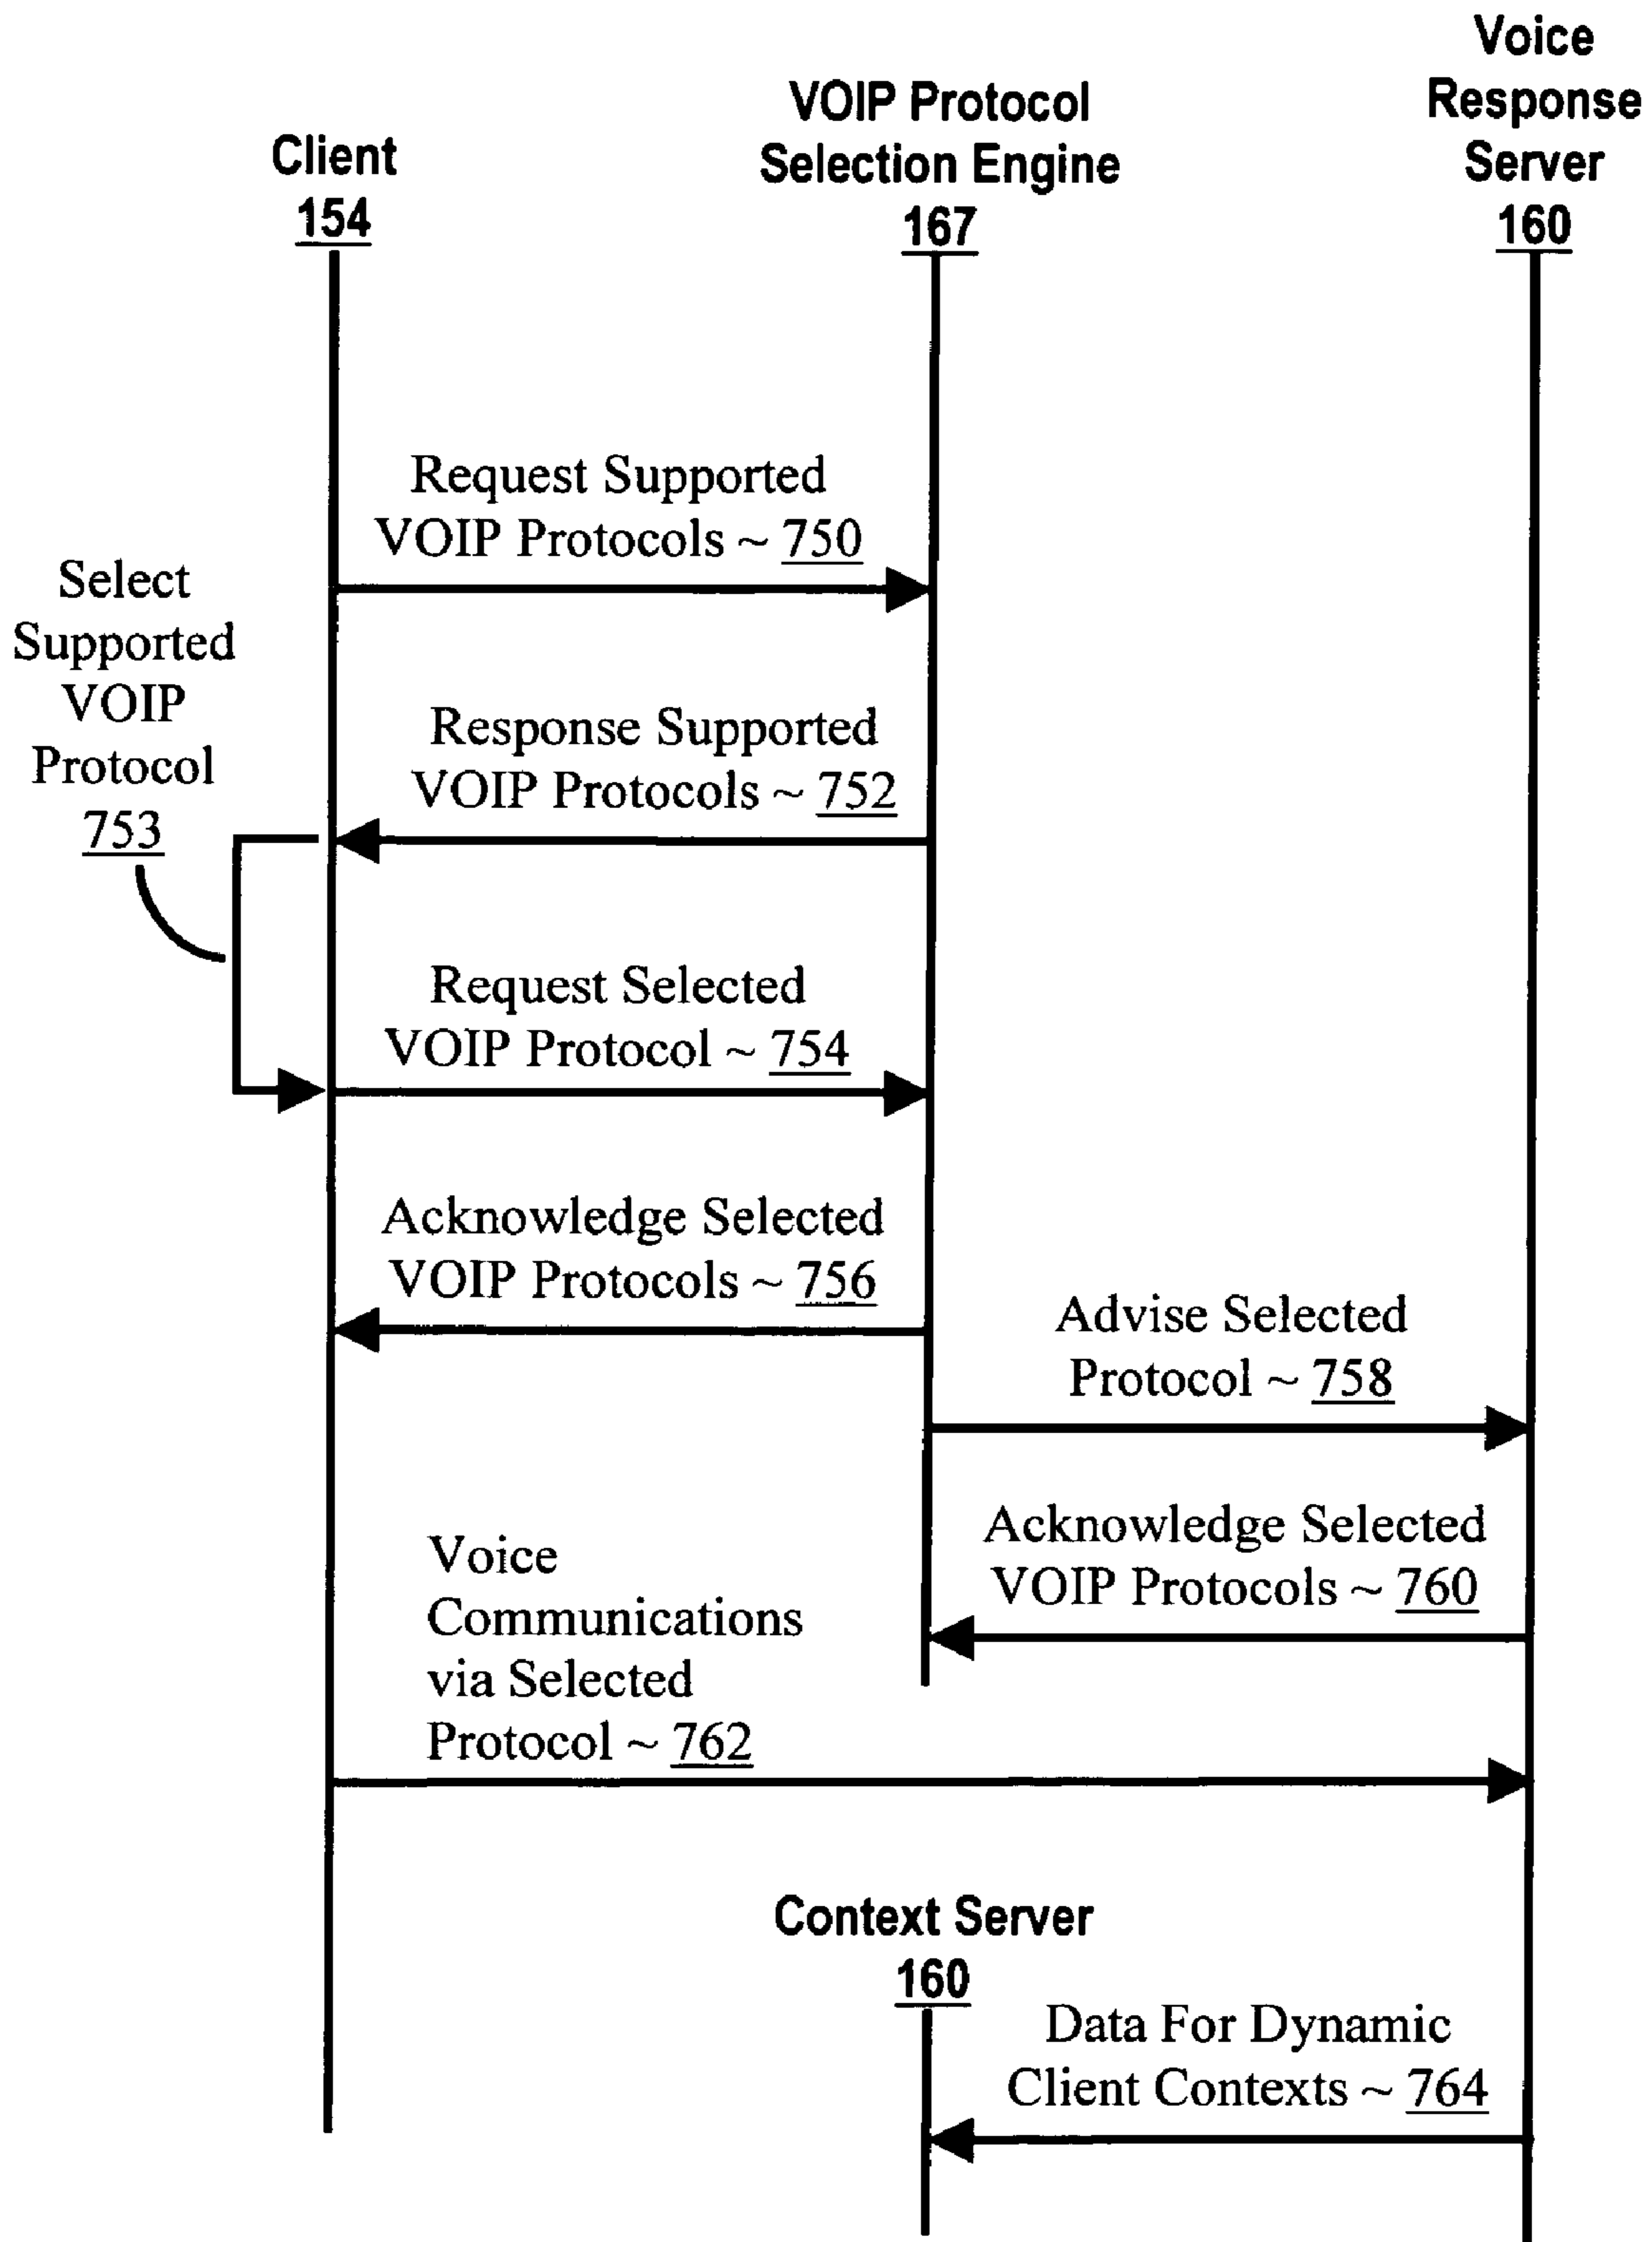 Voice
Response
Server
160
VOIP Protocol
Selection Engine
167
Client
154
Request Supported
VOIP Protocols ~ 750
Select
Supported
VOIP
Protocol
753
Response Supported
VOIP Protocols ~ 752
Request Selected
VOIP Protocol ~ 754
Acknowledge Selected
VOIP Protocols ~ 756
Advise Selected
Protocol ~ 758
Acknowledge Selected
VOIP Protocols ~ 760
Voice
Communications
via Selected
Protocol ~ 762
Context Server
160
Data For Dynamic
Client Contexts ~ 764